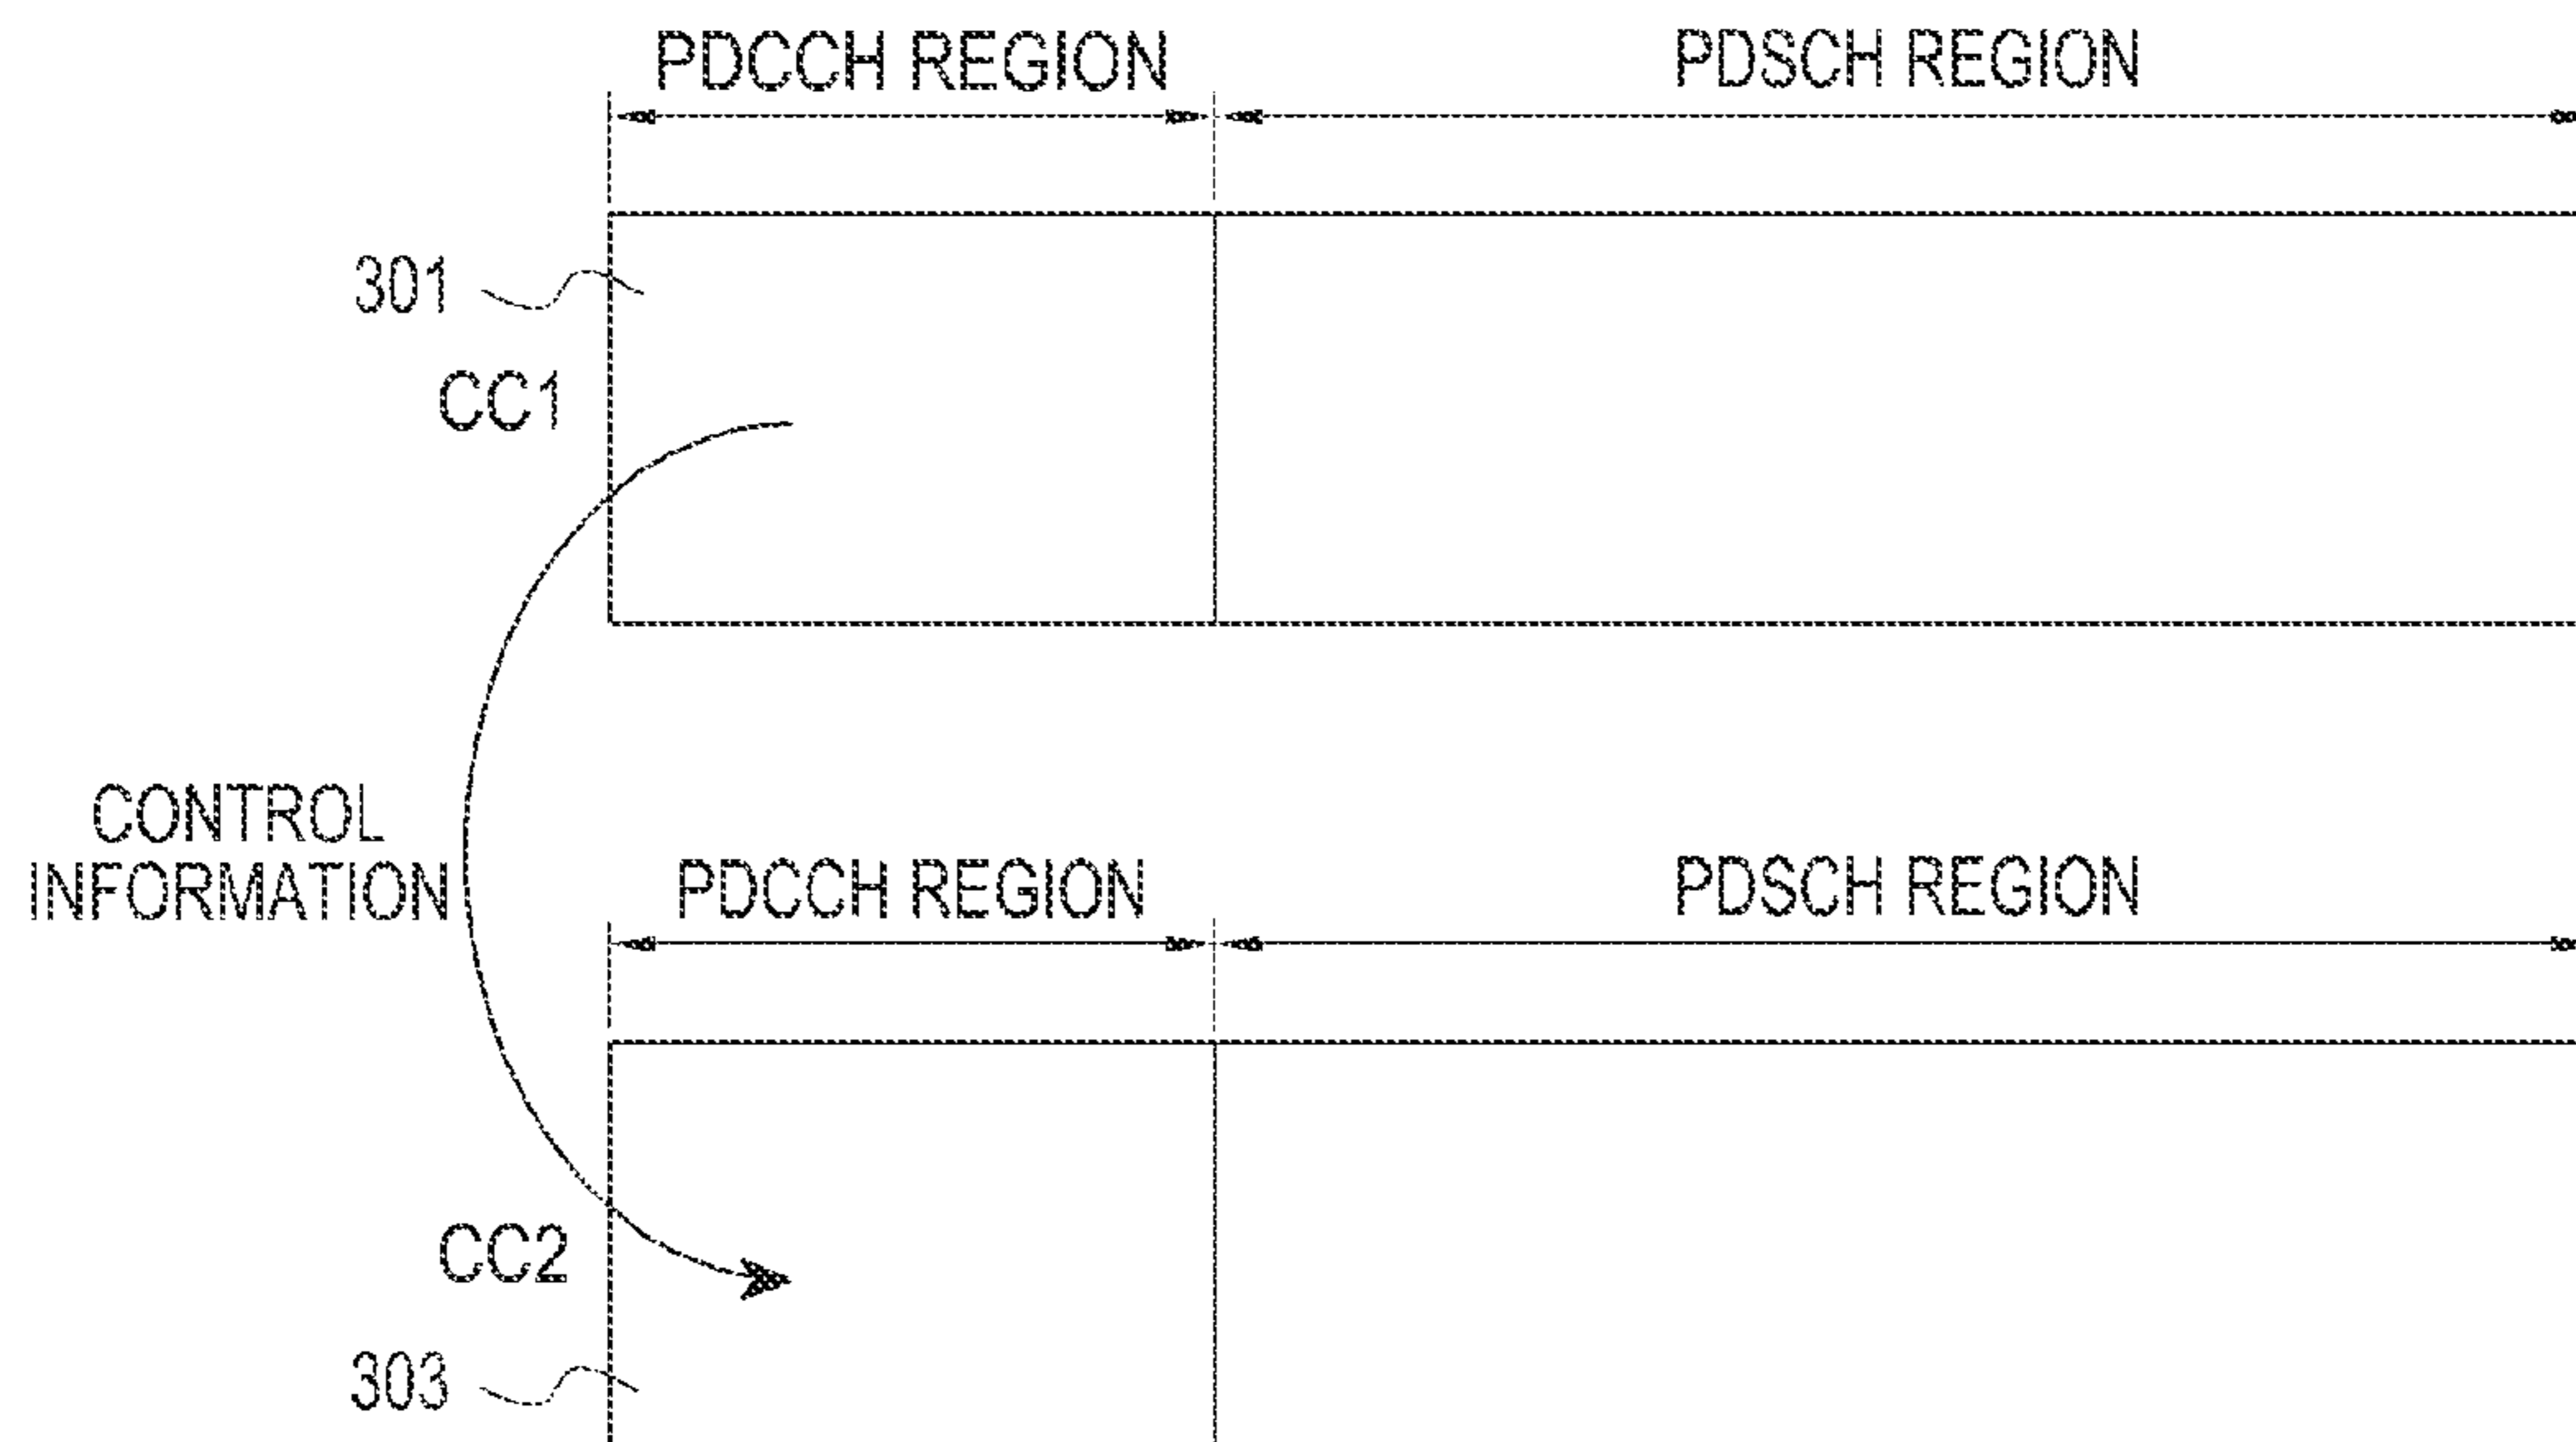 PDCCH REGION
PDSCH REGION
301
CC1
CONTROL
INFORMATION
PDCCH REGION
PDSCH REGION
CC2
303